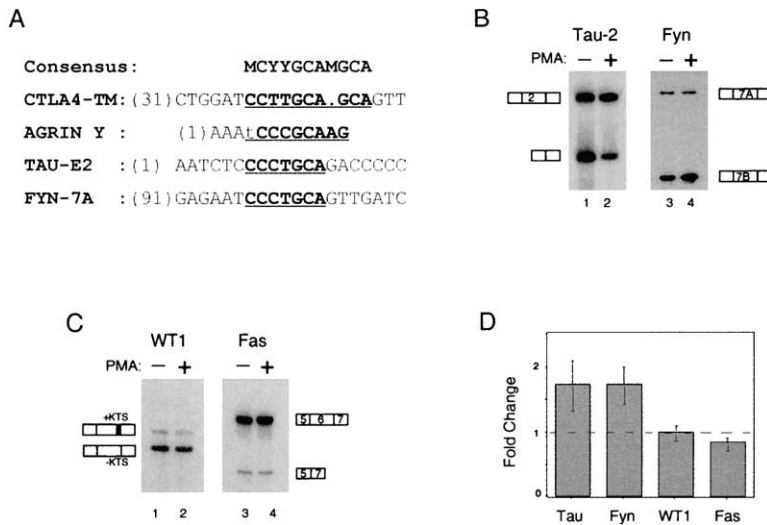 A
Consensus: MCYYGCAMGCA
CTLA4-TM:(31)CTGGATCCTTGCA.GCAGTT
AGRIN Y :(1)AAAtCCCGCAAG
TAU-E2 :(1) AATCTCCCCTGCAGACCCCC
FYN-7A :(91)GAGAATCCCTGCAGTTGATC
B
Tau-2 Fyn
PMA: − + − +
2 7A
7B
1 2 3 4
C
WT1 Fas
PMA: − + − +
+KTS
5 6 7
-KTS
5 7
1 2 3 4
D
Fold Change
2
1
0
Tau Fyn WT1 Fas